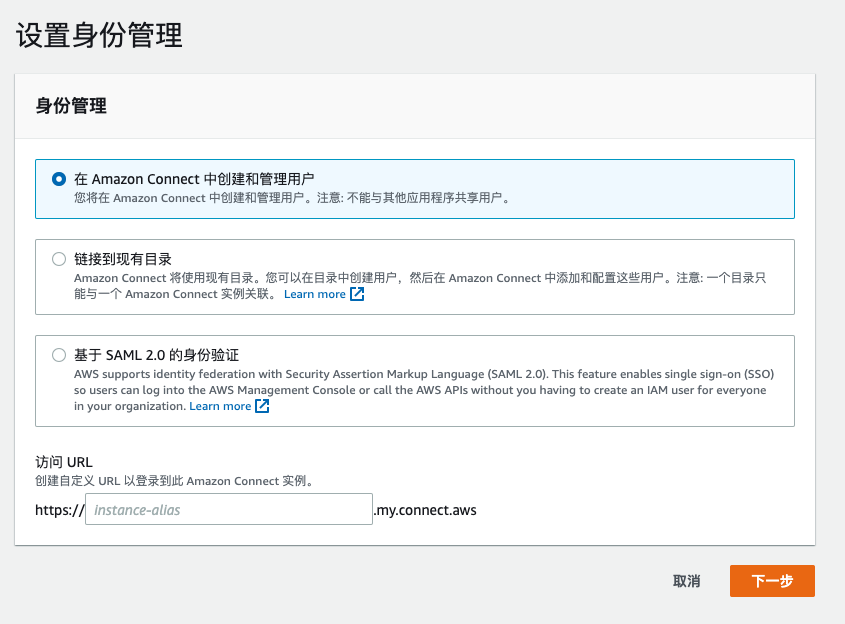 设置身份管理
身份管理
在 Amazon Connect 中创建和管理用户
您将在 Amazon Connect 中创建和管理用户。注意: 不能与其他应用程序共享用户。
链接到现有目录
Amazon Connect 将使用现有目录。您可以在目录中创建用户，然后在 Amazon Connect 中添加和配置这些用户。注意: 一个目录只
能与一个 Amazon Connect 实例关联。 Learn more
基于 SAML 2.0 的身份验证
AWS supports identity federation with Security Assertion Markup Language (SAML 2.0). This feature enables single sign-on (SSO)
so users can log into the AWS Management Console or call the AWS APIs without you having to create an IAM user for everyone
in your organization. Learn more
访问 URL
创建自定义 URL 以登录到此 Amazon Connect 实例。
https:// instance-alias .my.connect.aws
取消 下一步